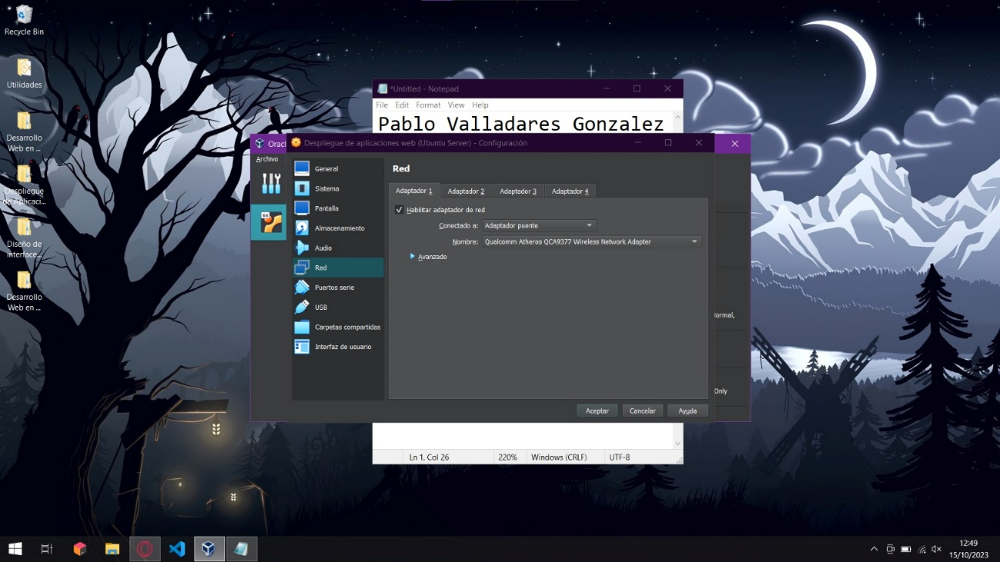 Recycle Bin
Utilidades
Desarrollo
Web en ...
Despliegue
de Aplicaci...
Diseño de
interface...
Desarrollo
Web en ...
*Untitled - Notepad
File Edit Format View Help
Pablo Valladares Gonzalez
Oracl
Archivo
Despliegue de aplicaciones web (Ubuntu Server) - Configuración
General
Sistema
Pantalla
Almacenamiento
Audio
Red
Puertos serie
USB
Carpetas compartidas
Interfaz de usuario
Red
Adaptador 1 Adaptador 2 Adaptador 3 Adaptador 4
Habilitar adaptador de red
Conectado a: Adaptador puente
Nombre: Qualcomm Atheros QCA9377 Wireless Network Adapter
Avanzado
Aceptar Cancelar Ayuda
Normal,
Only
Ln 1, Col 26 220% Windows (CRLF) UTF-8
64
12:49
15/10/2023